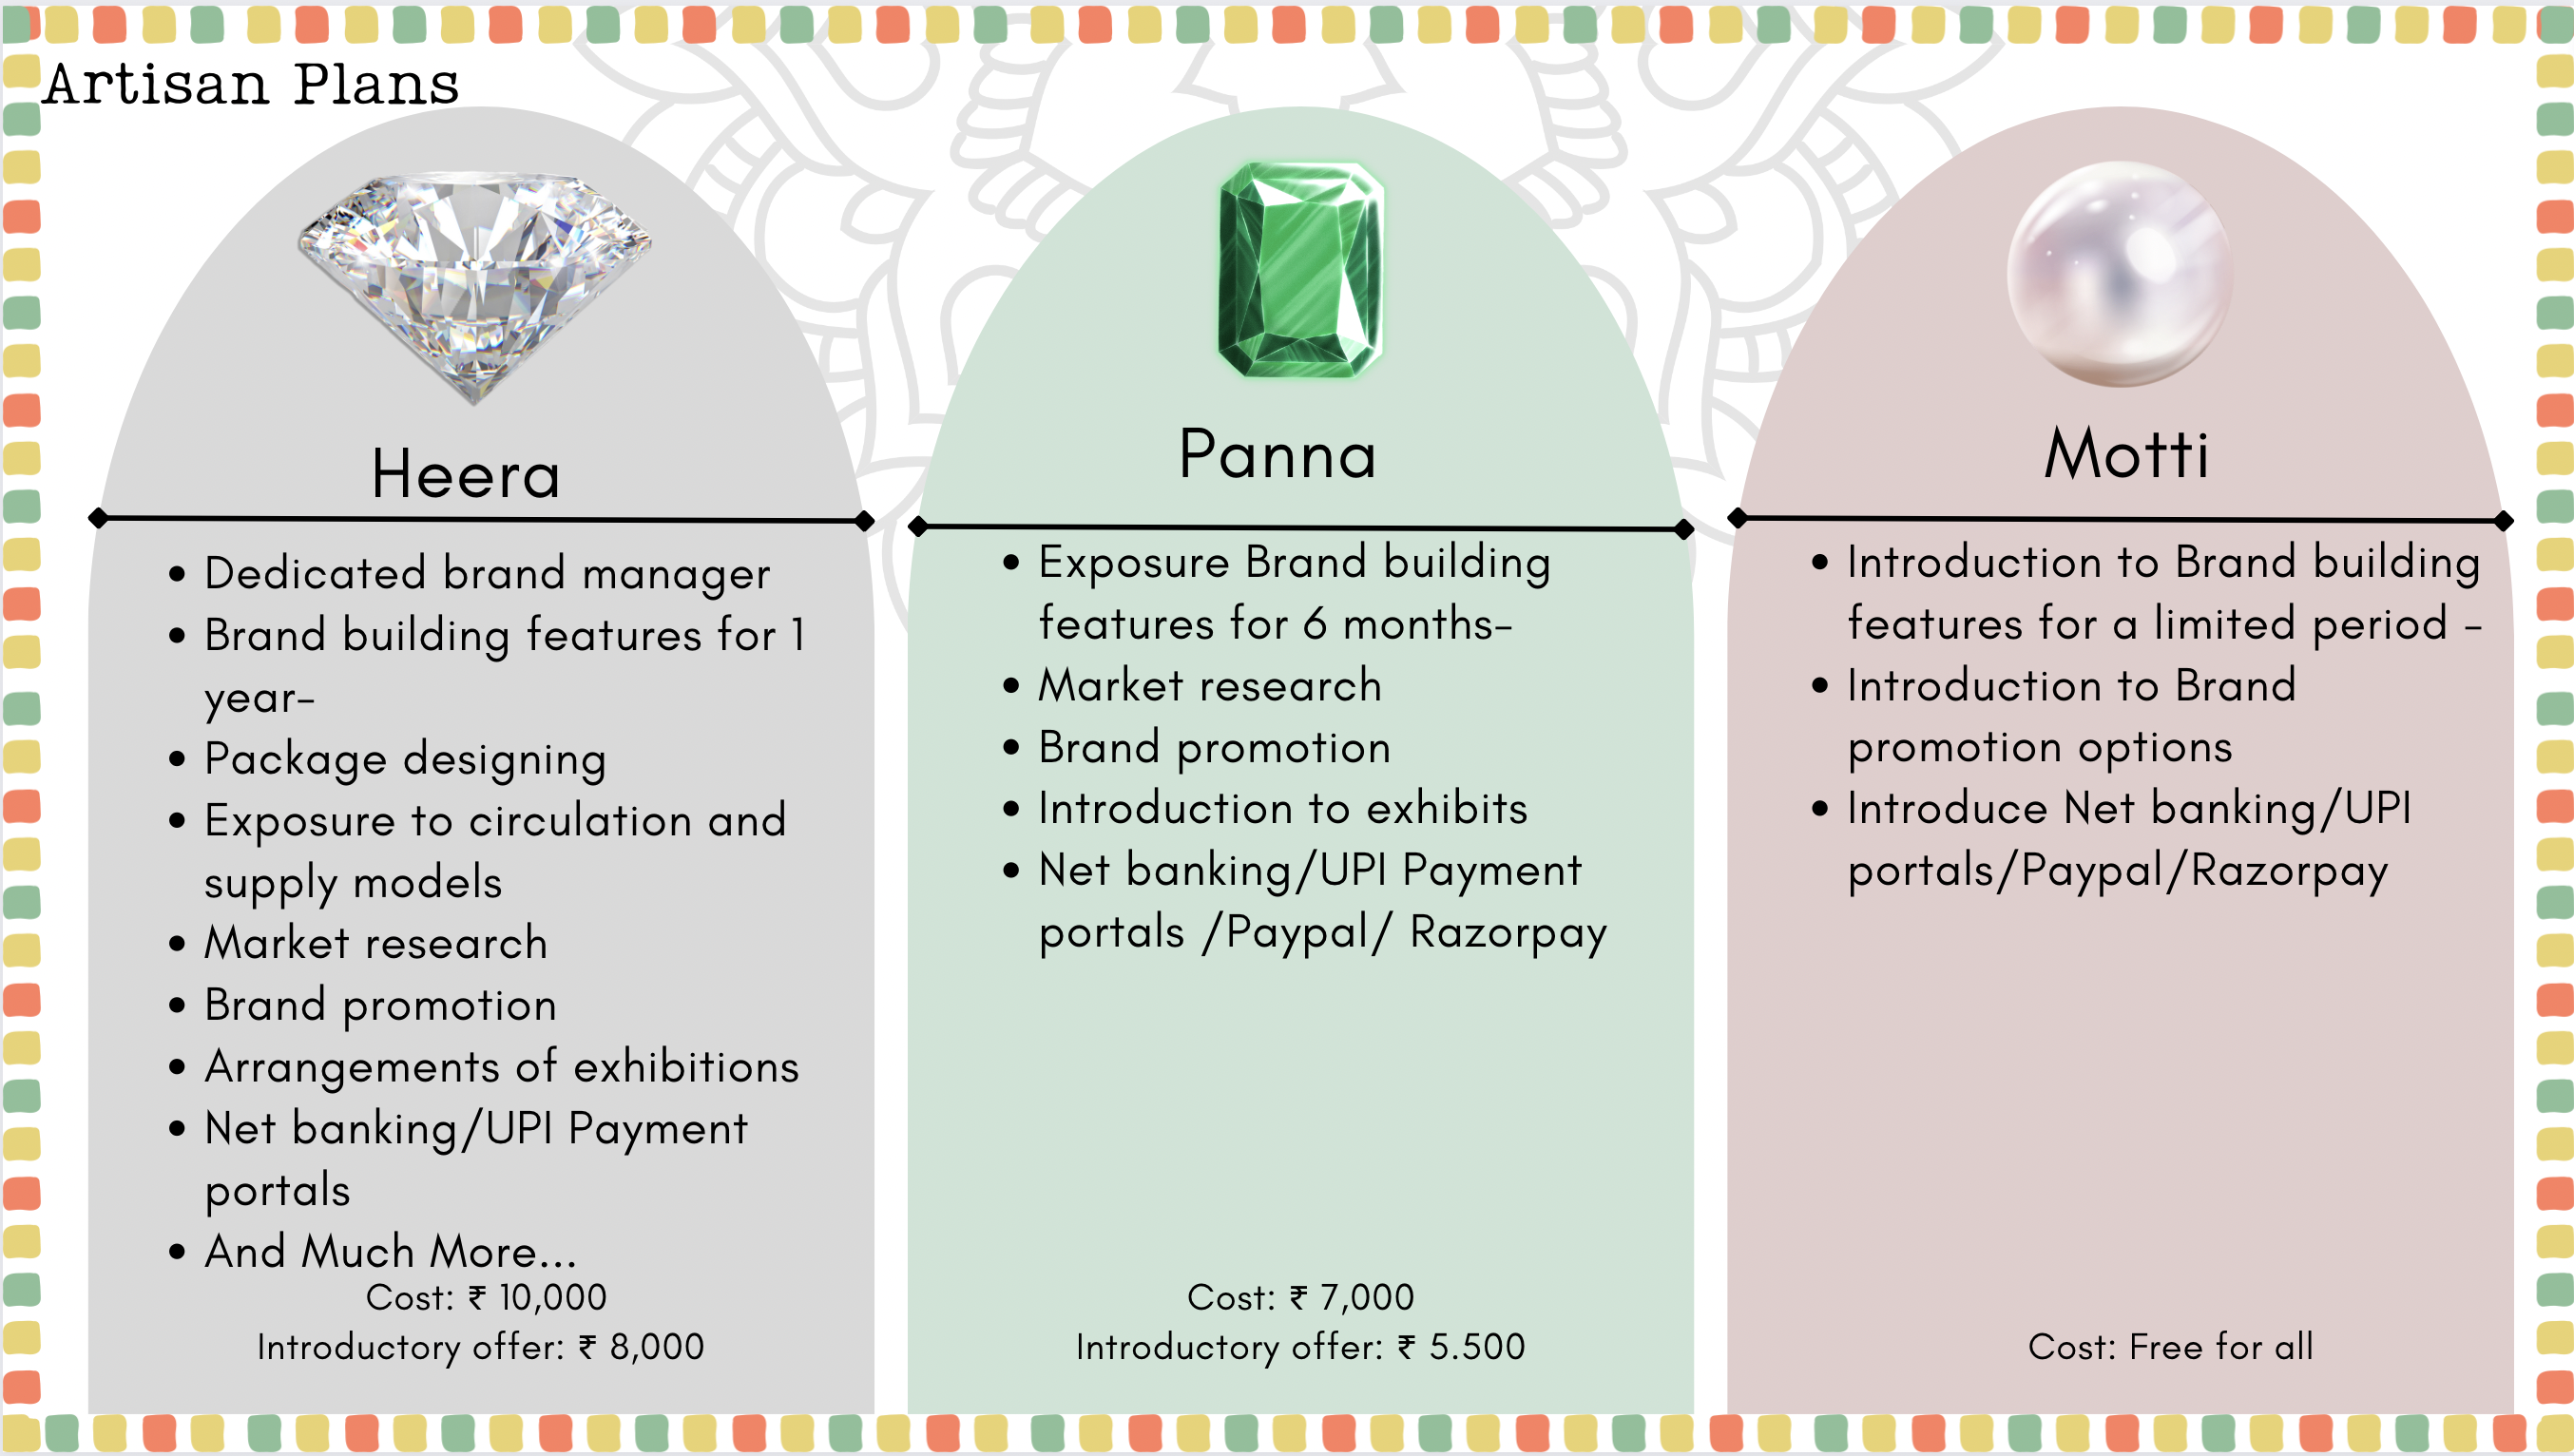 Artisan Plans
Heera
• Dedicated brand manager
• Brand building features for 1
year-
• Package designing
• Exposure to circulation and
supply models
• Market research
• Brand promotion
• Arrangements of exhibitions
• Net banking/UPI Payment
portals
• And Much More...
Cost: ₹ 10,000
Introductory offer: ₹ 8,000
Panna
• Exposure Brand building
features for 6 months-
• Market research
• Brand promotion
• Introduction to exhibits
• Net banking/UPI Payment
portals /Paypal/ Razorpay
Cost: ₹ 7,000
Introductory offer: ₹ 5.500
Motti
• Introduction to Brand building
features for a limited period -
• Introduction to Brand
promotion options
• Introduce Net banking/UPI
portals/Paypal/Razorpay
Cost: Free for all